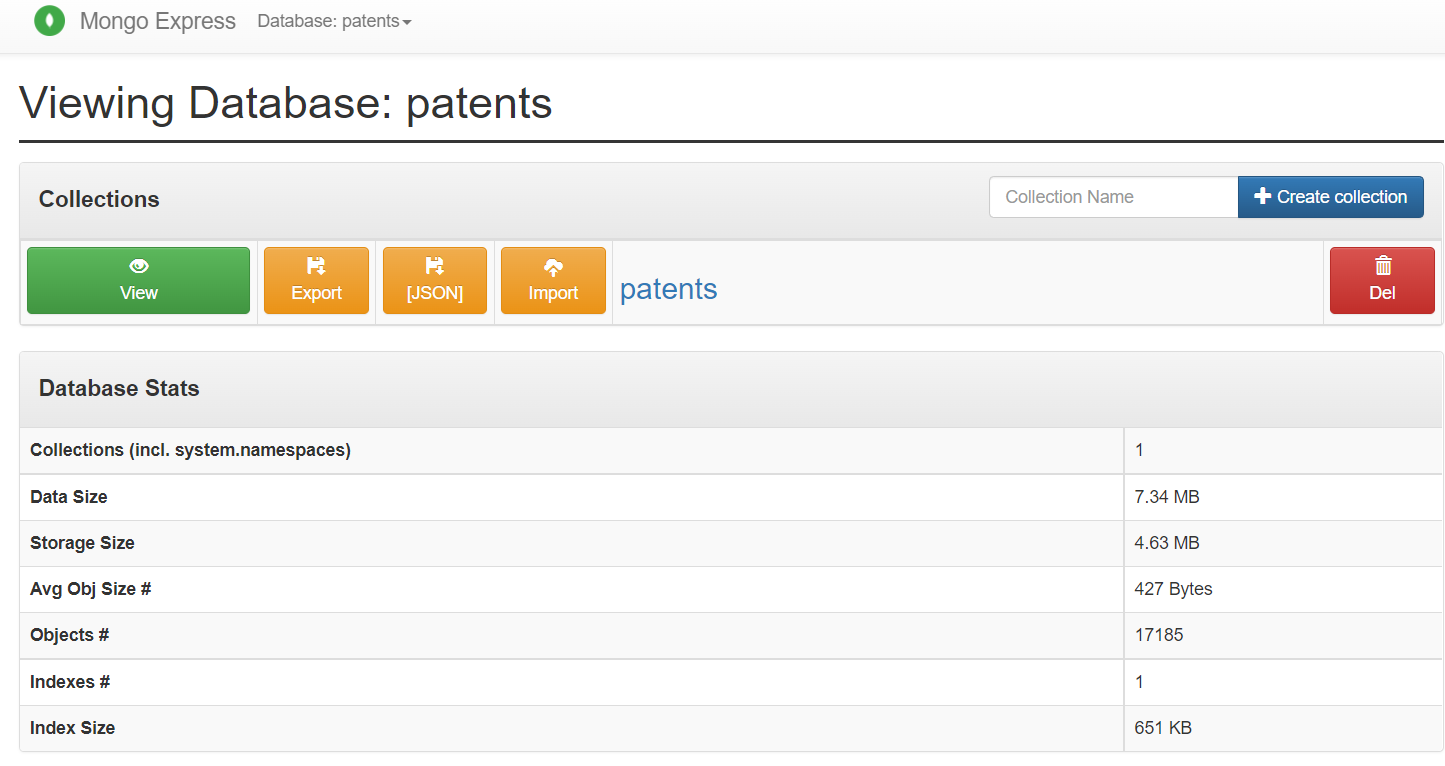 Mongo Express Database: patents
Viewing Database: patents
Collections
Collection Name
Create collection
View
Export
[JSON]
Import
patents
Del
Database Stats
Collections (incl. system.namespaces) 1
Data Size 7.34 MB
Storage Size 4.63 MB
Avg Obj Size # 427 Bytes
Objects # 17185
Indexes # 1
Index Size 651 KB